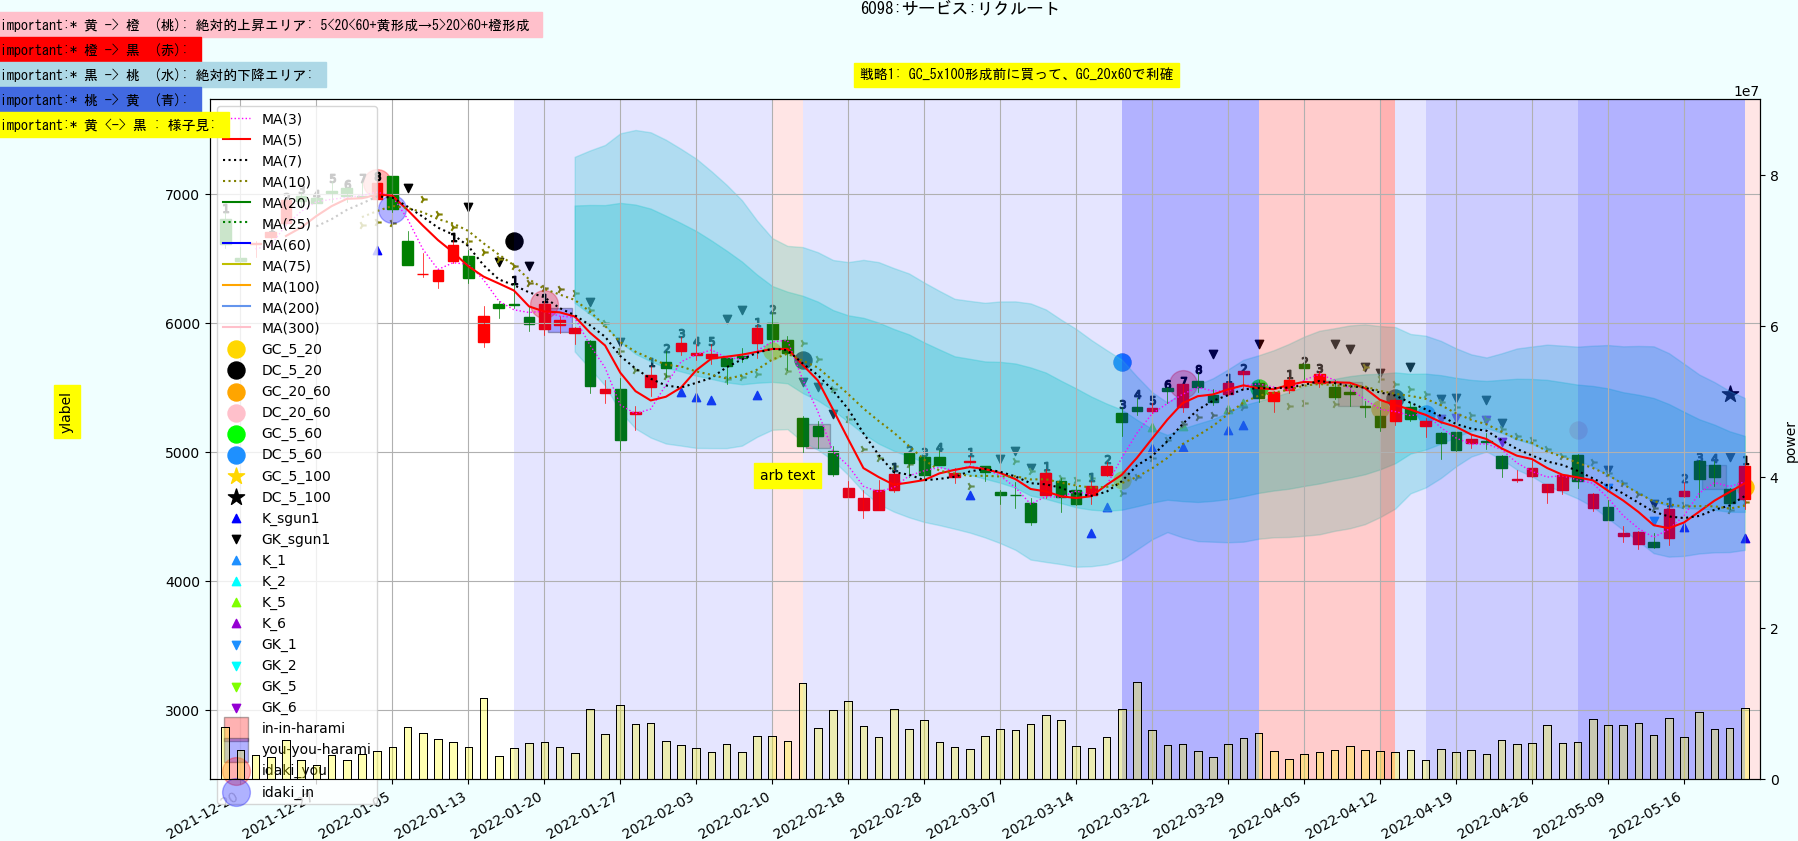 6098:サービス:リクルート
important:* 黄 -> 橙 (桃): 絶対的上昇エリア: 5<20<60+黄形成→5>20>60+橙形成
important:* 橙 -> 黒 (赤):
important:* 黒 -> 桃 (水): 絶対的下降エリア:
戦略1: GC_5x100形成前に買って、GC_20x60で利確
important:* 桃 -> 黄 (青):
1e7
important:* 黄 <-> 黒 : 様子見:
MA(3)
MA(5)
MA(7)
MA(10)
MA(20)
MA(25)
MA(60)
MA(75)
MA(100)
MA(200)
MA(300)
GC_5_20
DC_5_20
GC_20_60
DC_20_60
GC_5_60
DC_5_60
GC_5_100
DC_5_100
K_sgun1
GK_sgun1
K_1
K_2
K_5
K_6
GK_1
GK_2
GK_5
GK_6
in-in-harami
you-you-harami
idaki_you
idaki_in
7000
6000
5000
4000
3000
ylabel
arb text
8
6
4
2
0
power
2021-12-20
2022-01-05
2022-01-13
2022-01-20
2022-01-27
2022-02-03
2022-02-10
2022-02-18
2022-02-28
2022-03-07
2022-03-14
2022-03-22
2022-03-29
2022-04-05
2022-04-12
2022-04-19
2022-04-26
2022-05-09
2022-05-16